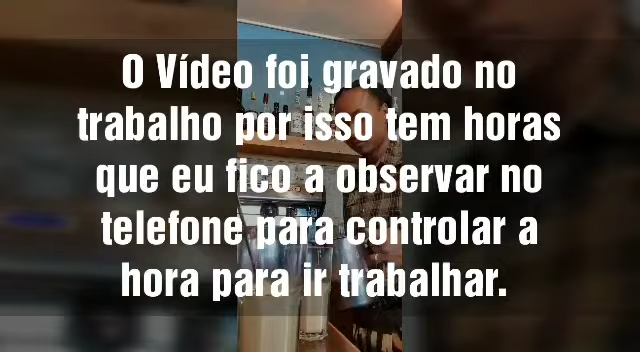 O Vídeo foi gravado no
trabalho por isso tem horas
que eu fico a observar no
telefone para controlar a
hora para ir trabalhar.